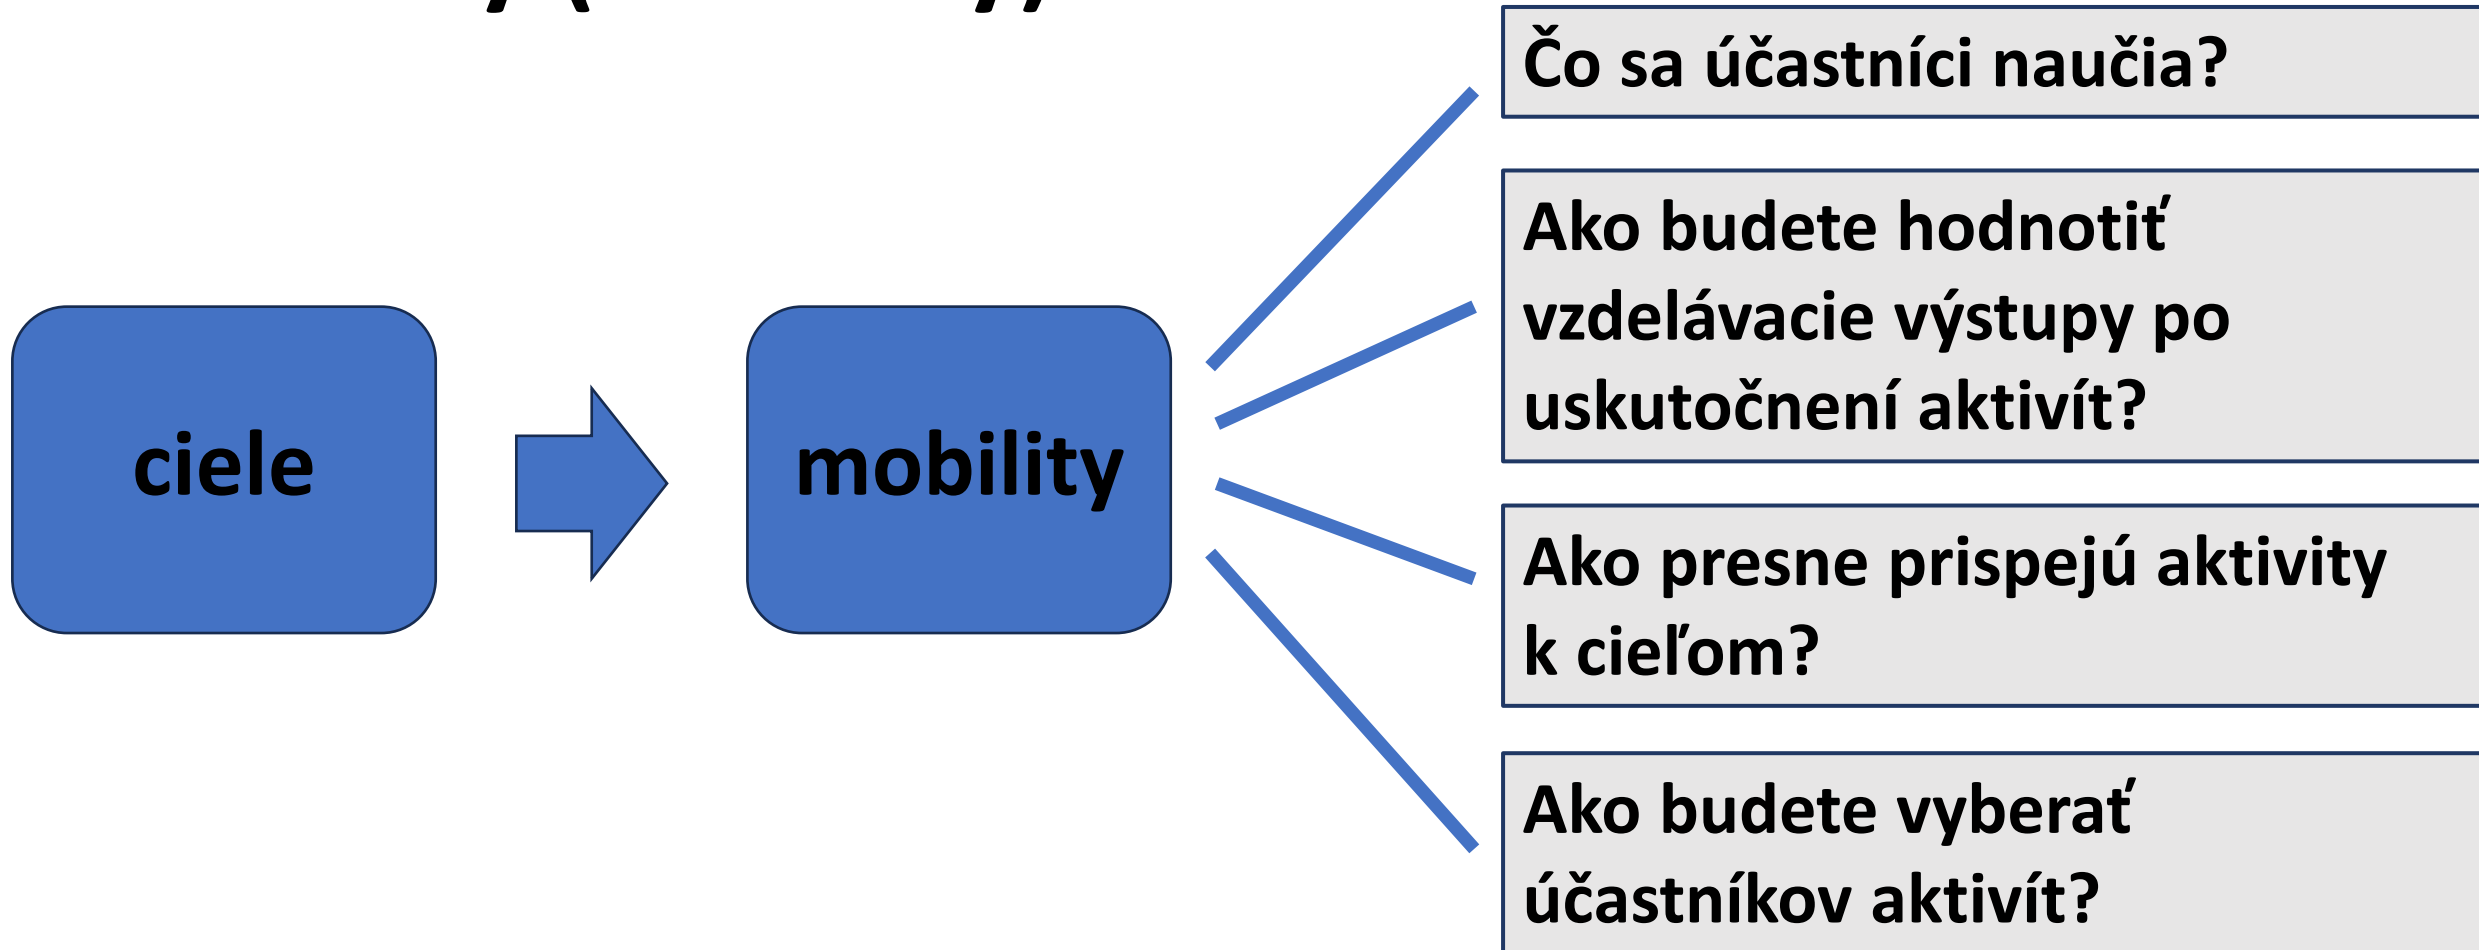 ciele
mobility
Čo sa účastníci naučia?
Ako budete hodnotiť
vzdelávacie výstupy po
uskutočnení aktivít?
Ako presne prispejú aktivity
k cieľom?
Ako budete vyberať
účastníkov aktivít?